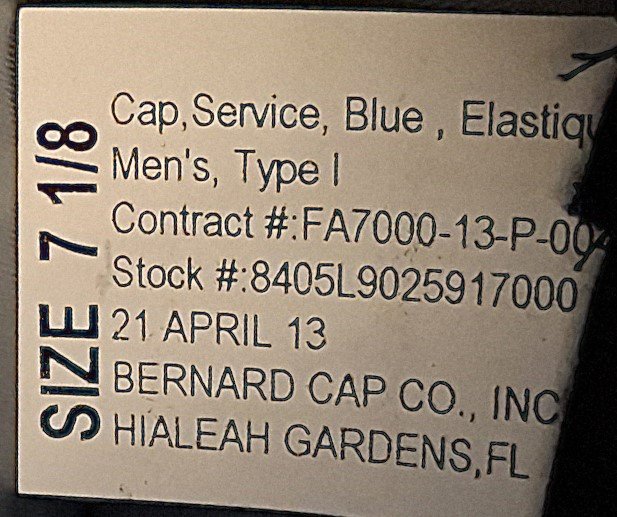 SIZE 7 1/8
Cap,Service, Blue , Elastiqu
Men's, Type I
Contract #:FA7000-13-P-00
Stock #:8405L9025917000
21 APRIL 13
BERNARD CAP CO., INC
HIALEAH GARDENS,FL